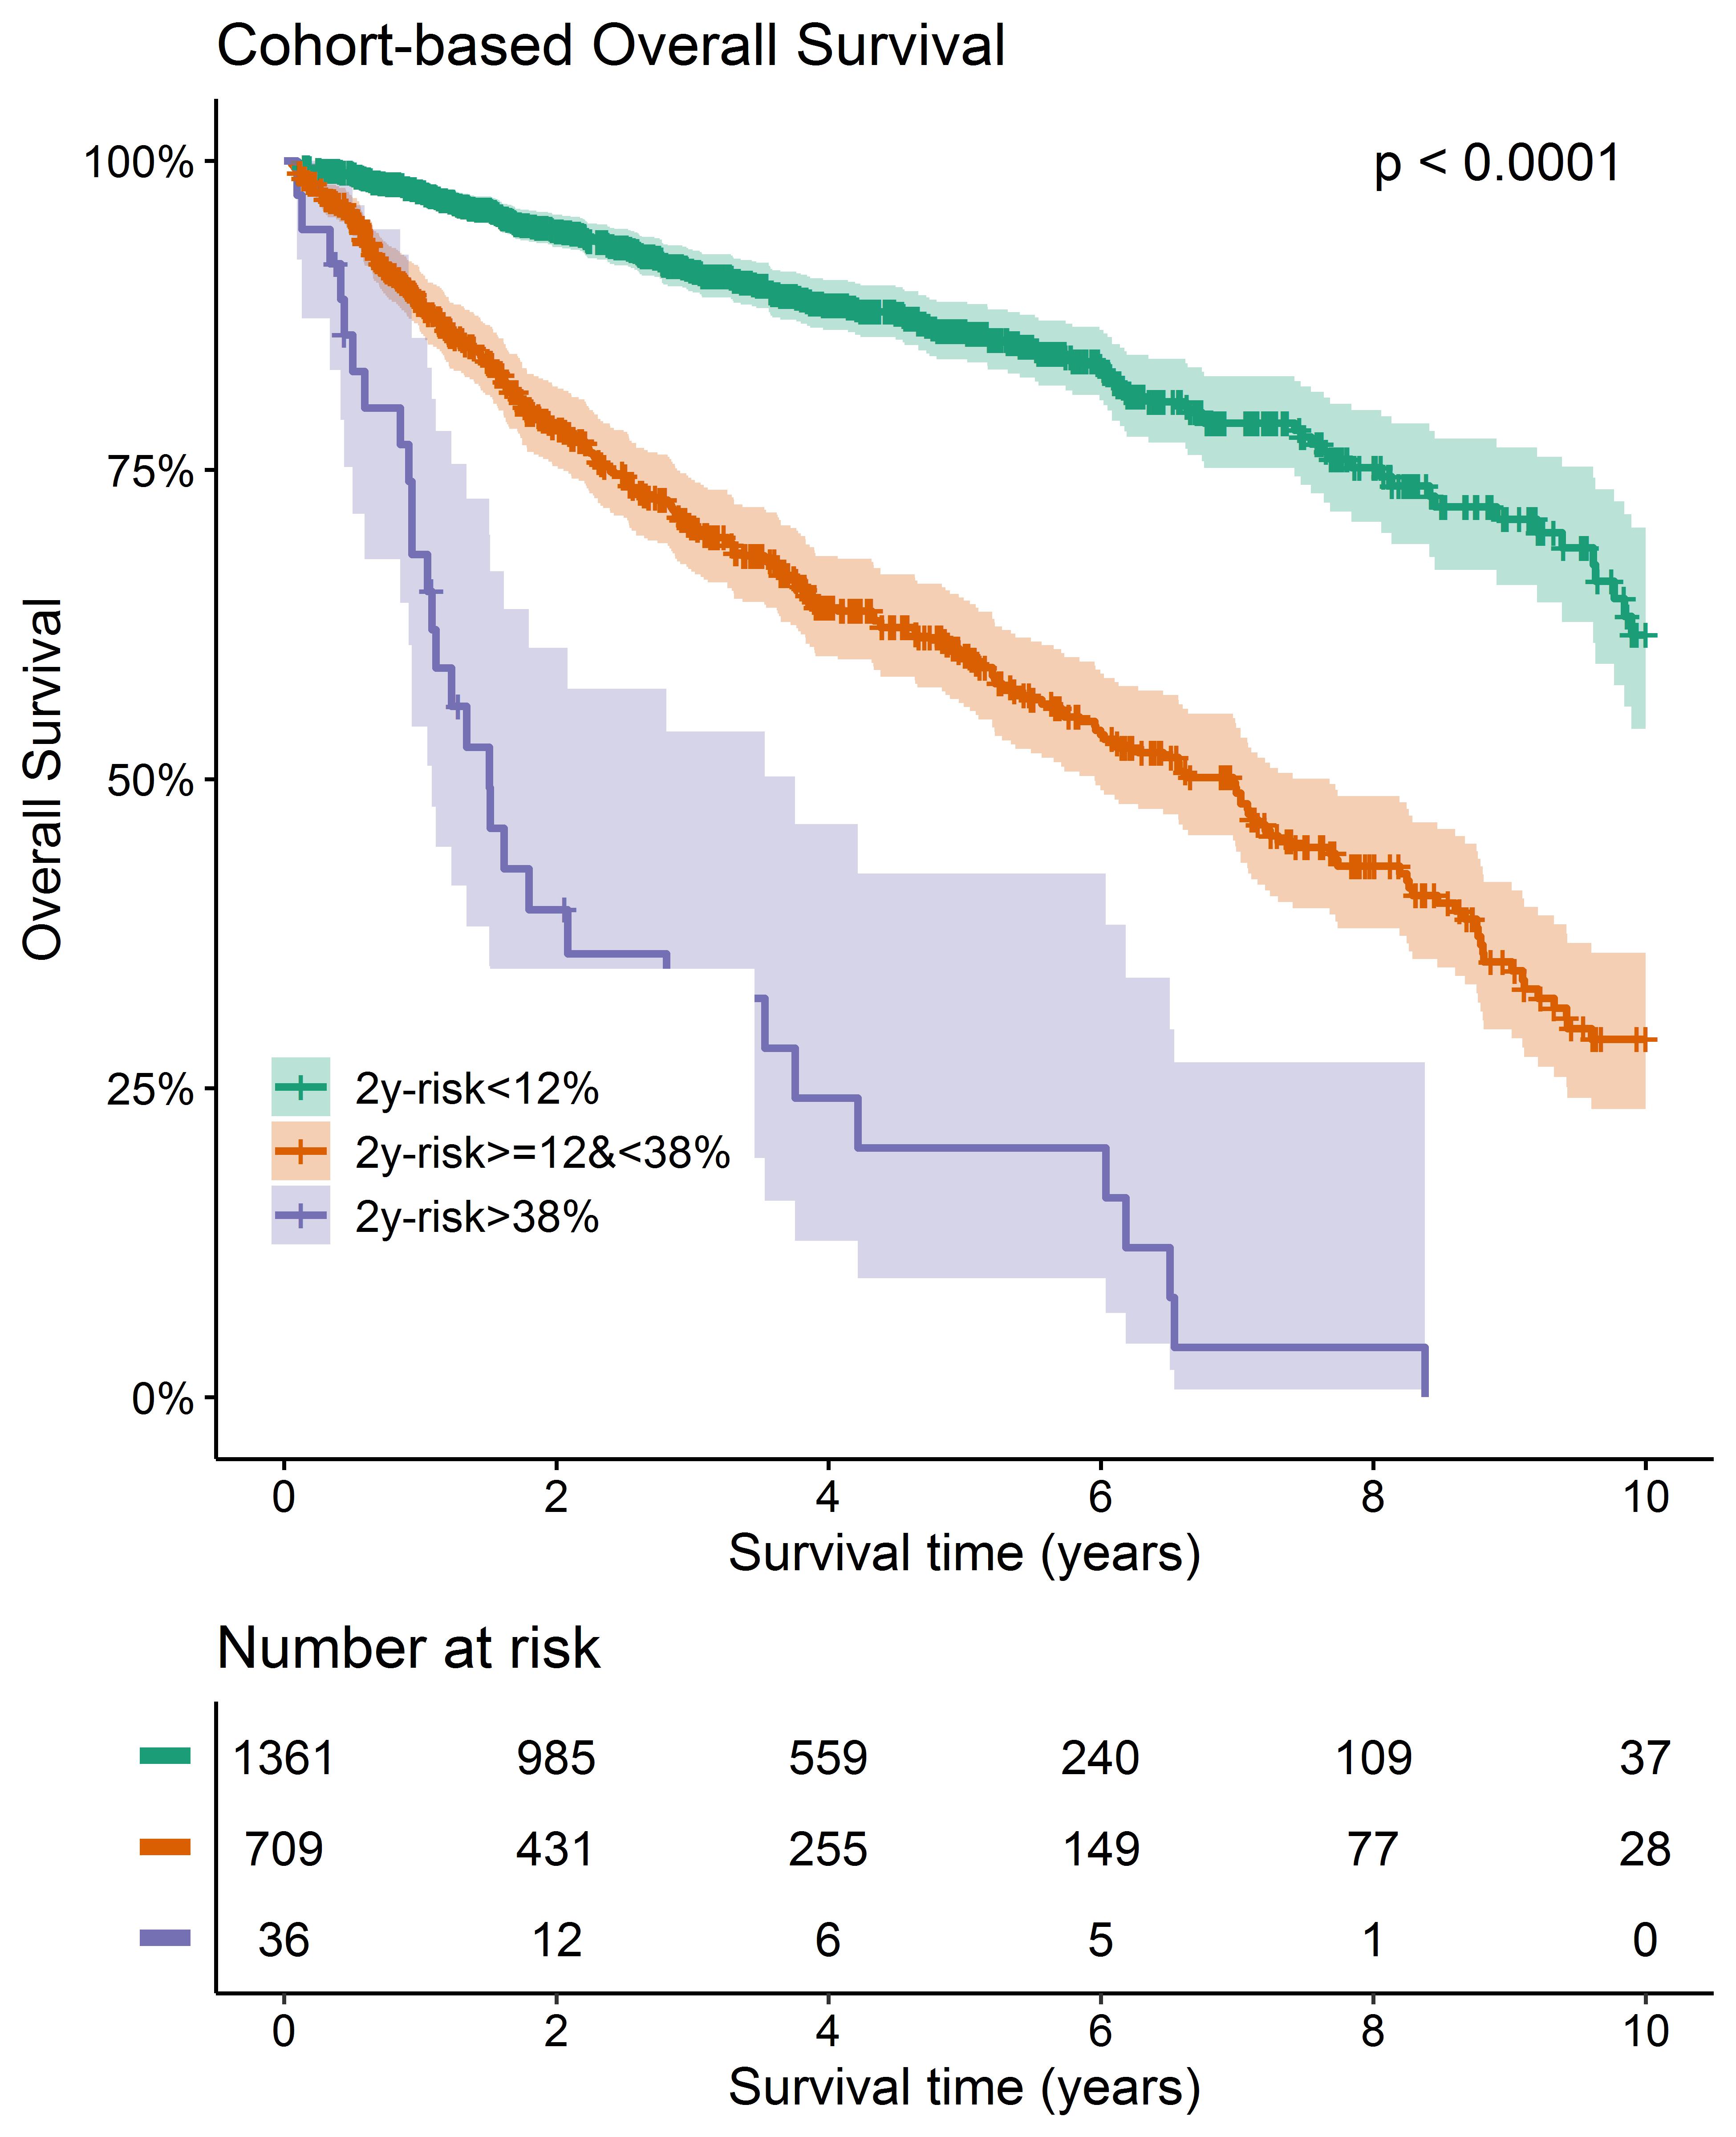 Cohort-based Overall Survival
p < 0.0001
100%
75%
50%
25%
0%
Overall Survival
2y-risk<12%
2y-risk>=12&<38%
2y-risk>38%
0 2 4 6 8 10
Survival time (years)
Number at risk
1361 985 559 240 109 37
709 431 255 149 77 28
36 12 6 5 1 0
0 2 4 6 8 10
Survival time (years)